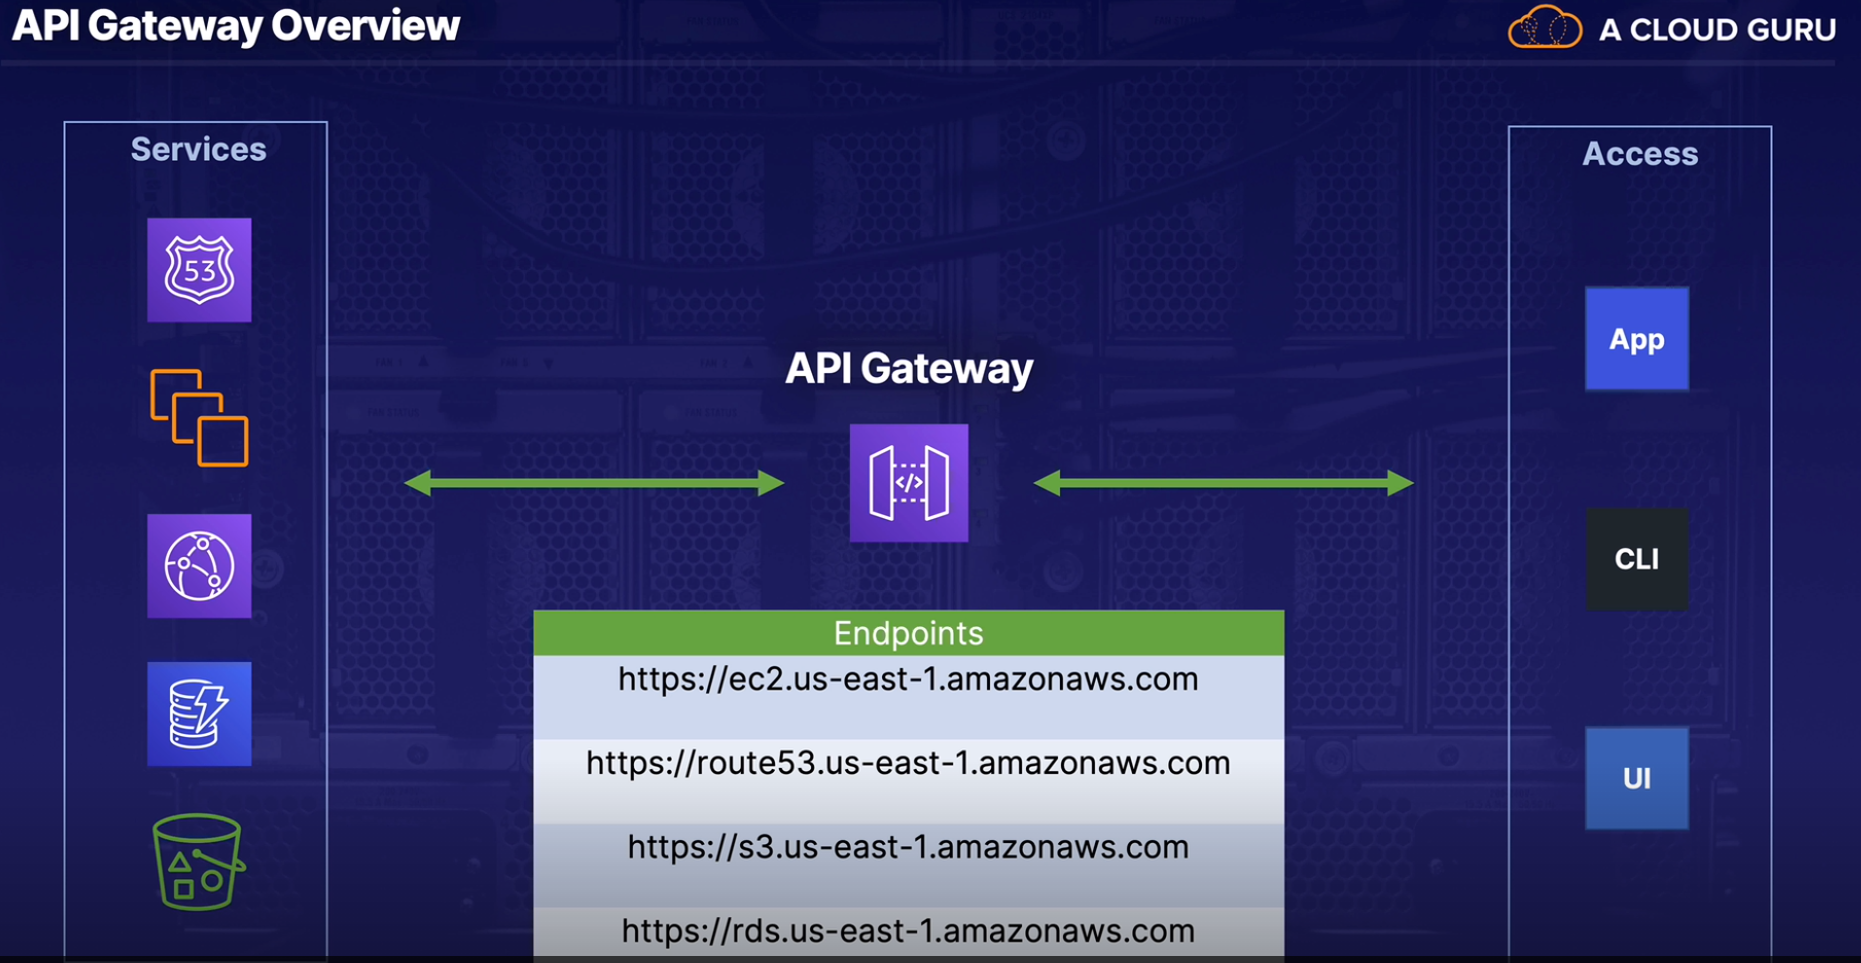 API Gateway Overview
A CLOUD GURU
Services
53
API Gateway
</>
Endpoints
https://ec2.us-east-1.amazonaws.com
https://route53.us-east-1.amazonaws.com
https://s3.us-east-1.amazonaws.com
https://rds.us-east-1.amazonaws.com
Access
App
CLI
UI